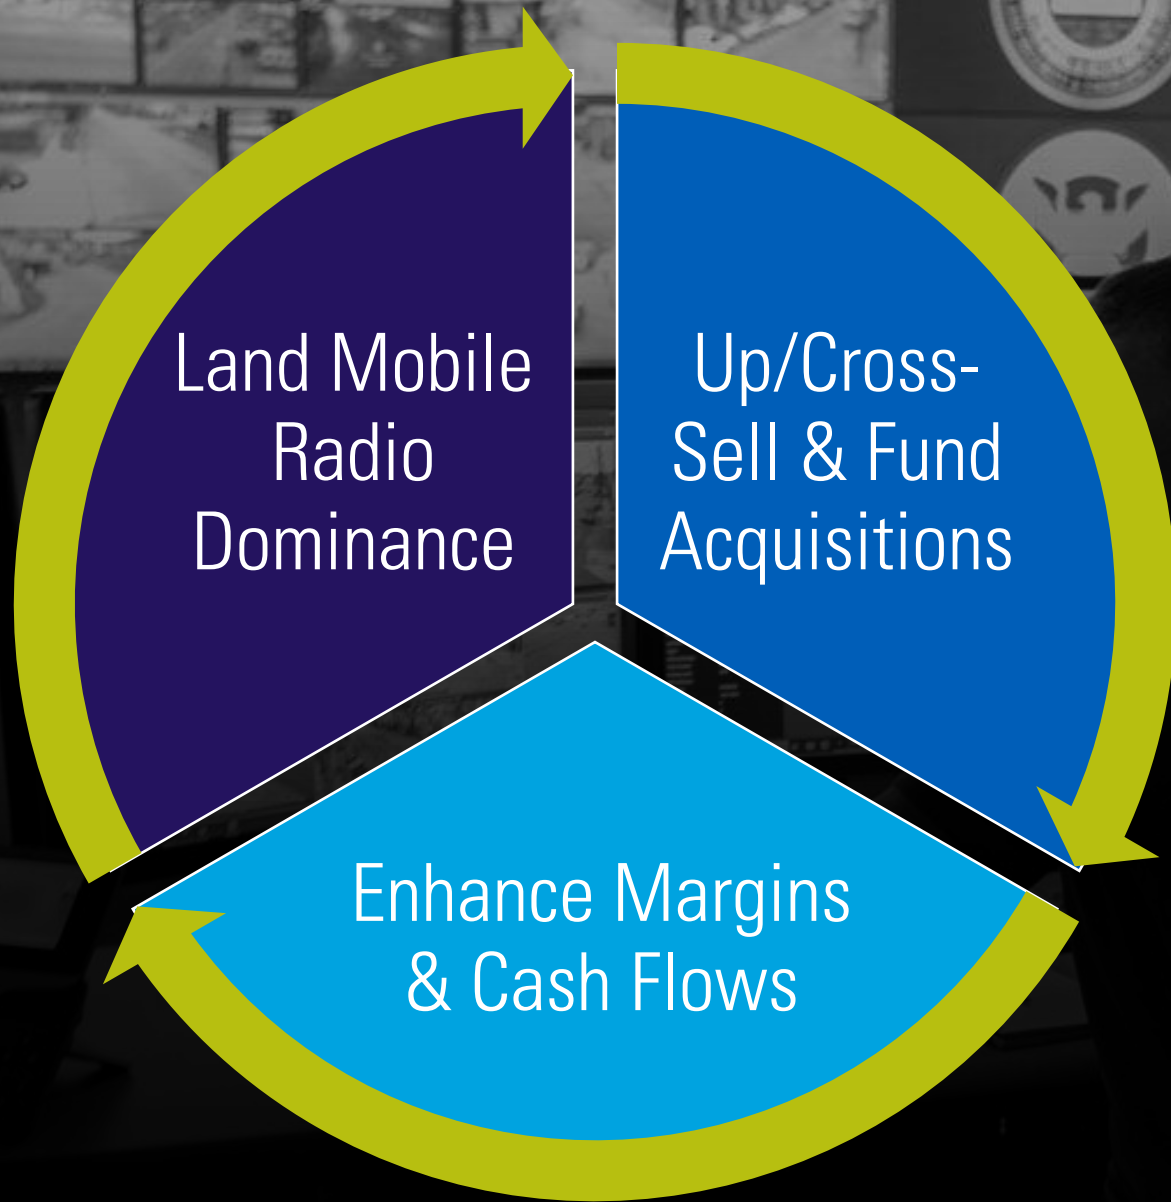 Land Mobile
Radio
Dominance
Up/Cross-
Sell & Fund
Acquisitions
Enhance Margins
& Cash Flows